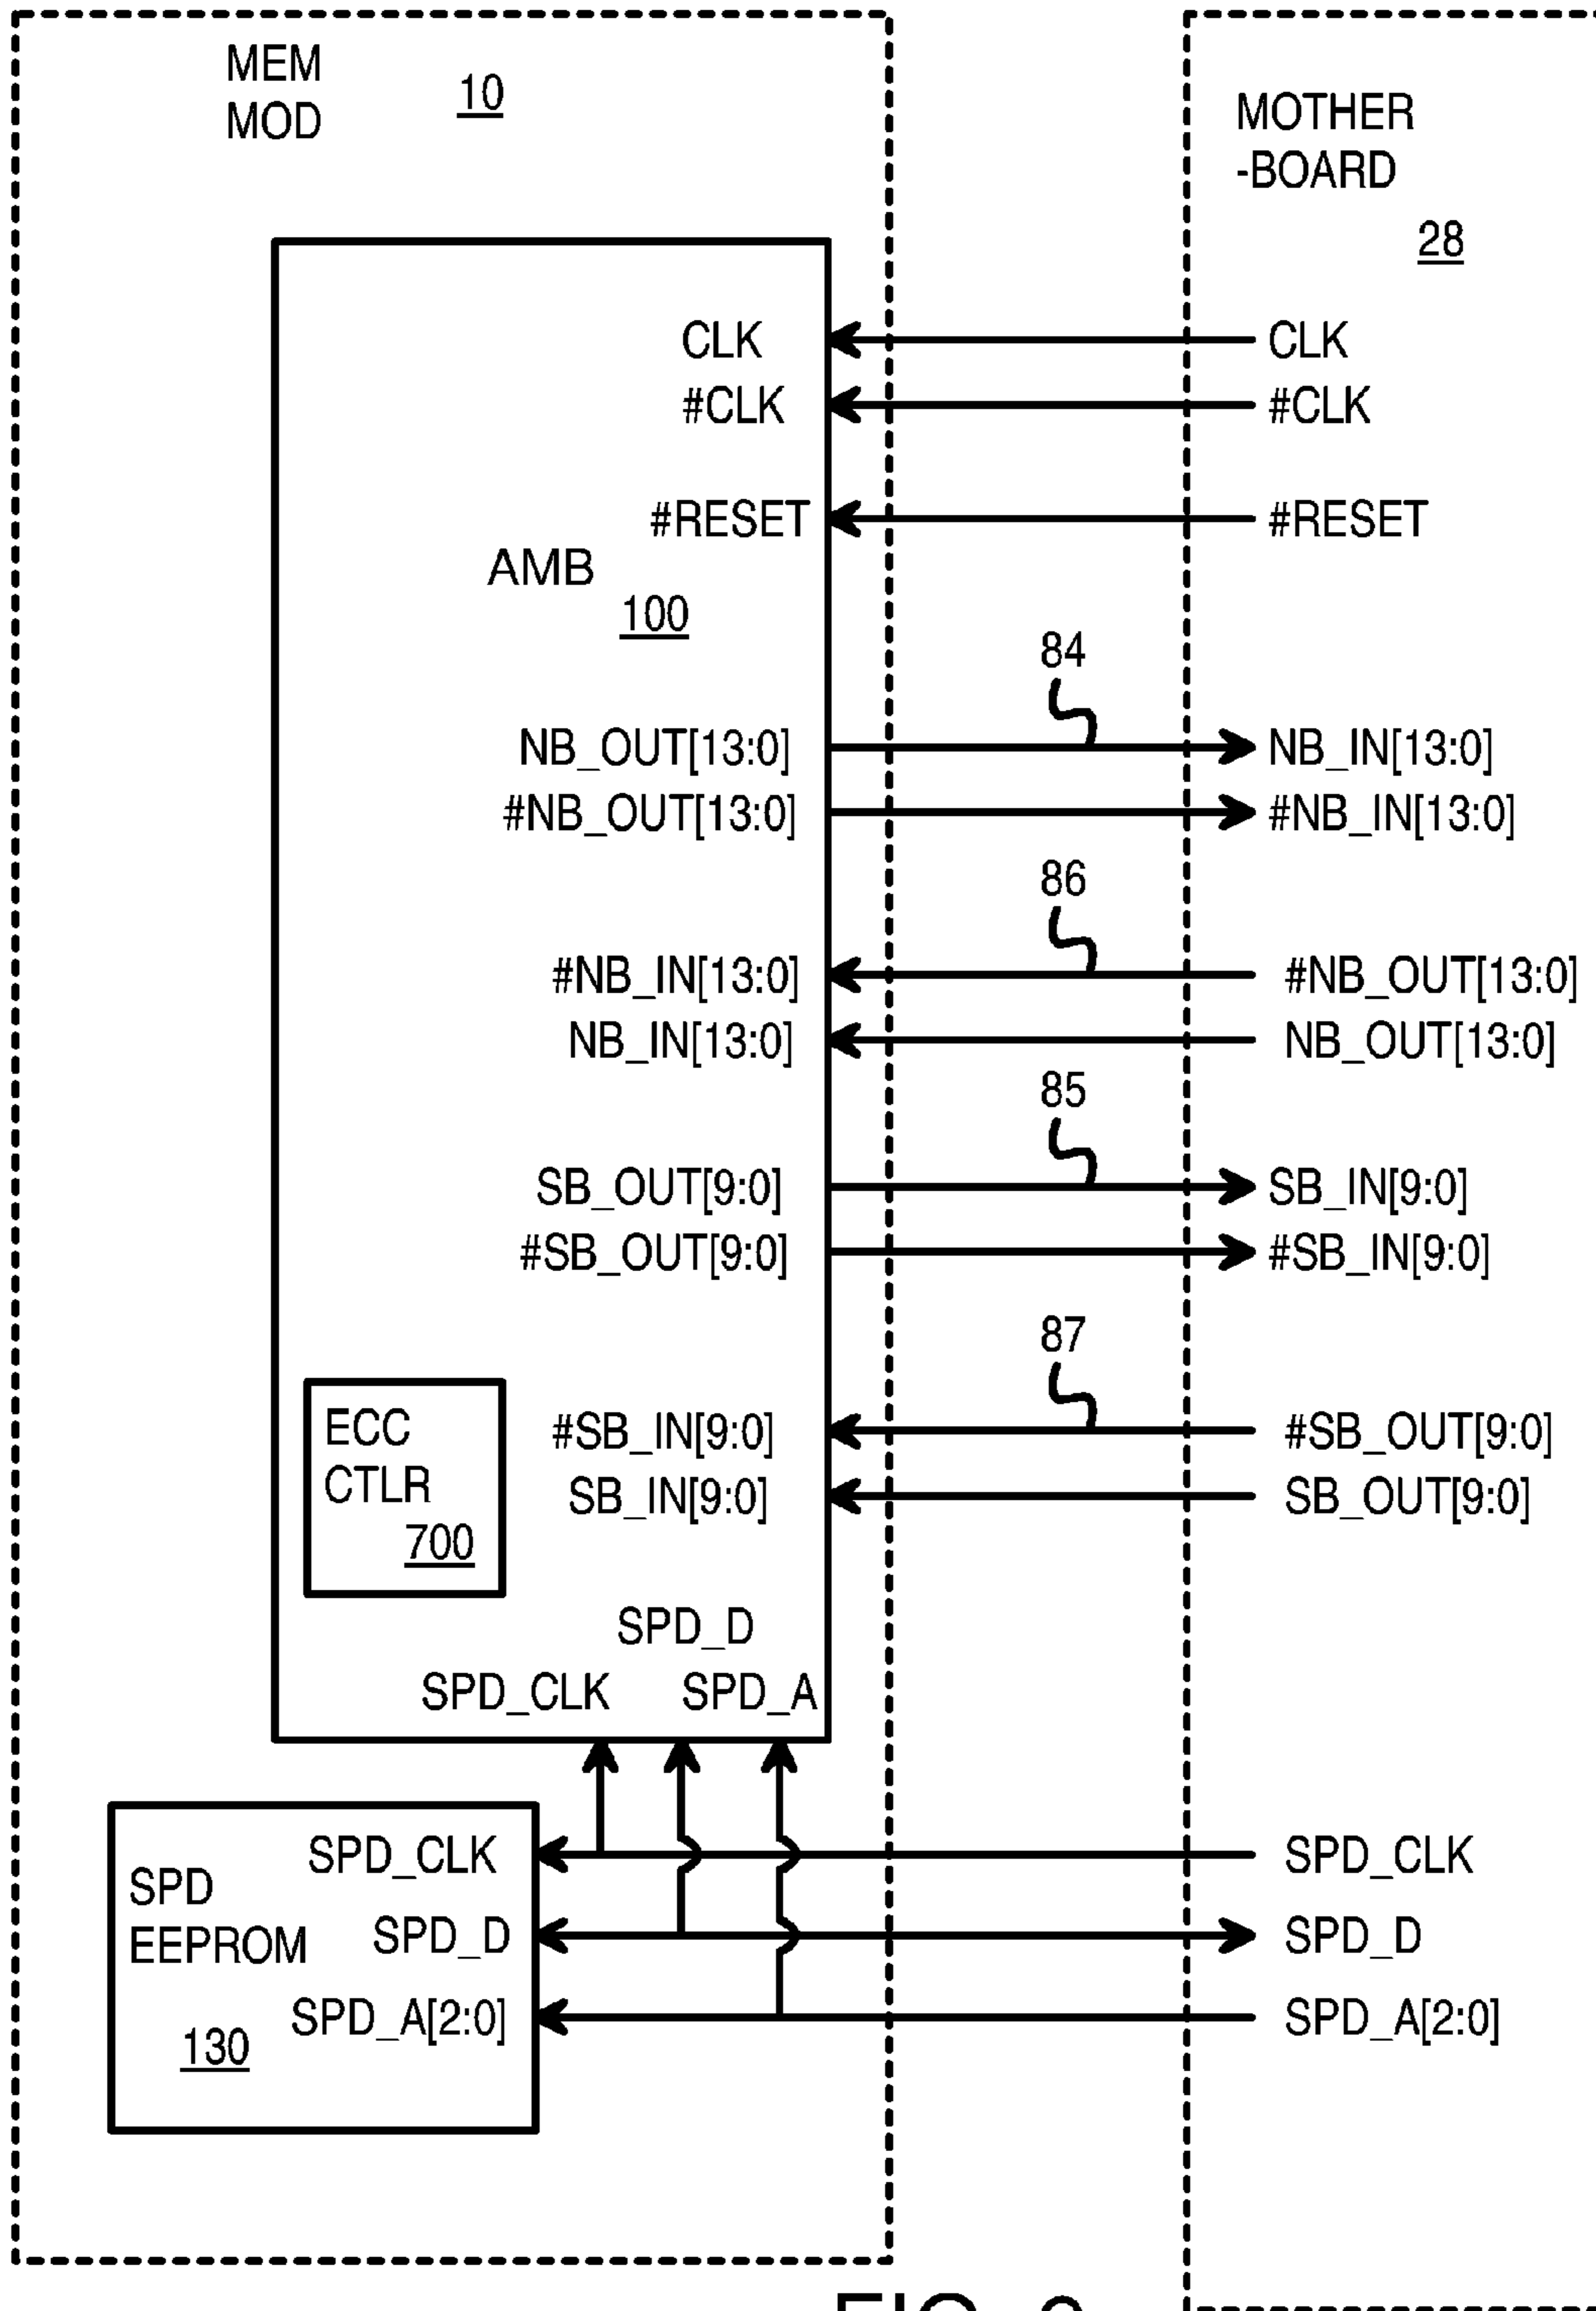 MEM
MOD
10
MOTHER
-BOARD
28
CLK
CLK
#CLK
#CLK
#RESET
#RESET
AMB
100
84
NB_OUT[13:0]
NB_IN[13:0]
#NB_OUT[13:0]
#NB_IN[13:0]
86
#NB_IN[13:0]
#NB_OUT[13:0]
NB_IN[13:0]
NB_OUT[13:0]
85
SB_OUT[9:0]
SB_IN[9:0]
#SB_OUT[9:0]
#SB_IN[9:0]
87
ECC
CTLR
700
#SB_IN[9:0]
#SB_OUT[9:0]
SB_IN[9:0]
SB_OUT[9:0]
SPD_D
SPD_CLK
SPD_A
SPD
EEPROM
130
SPD_CLK
SPD_CLK
SPD_D
SPD_D
SPD_A[2:0]
SPD_A[2:0]